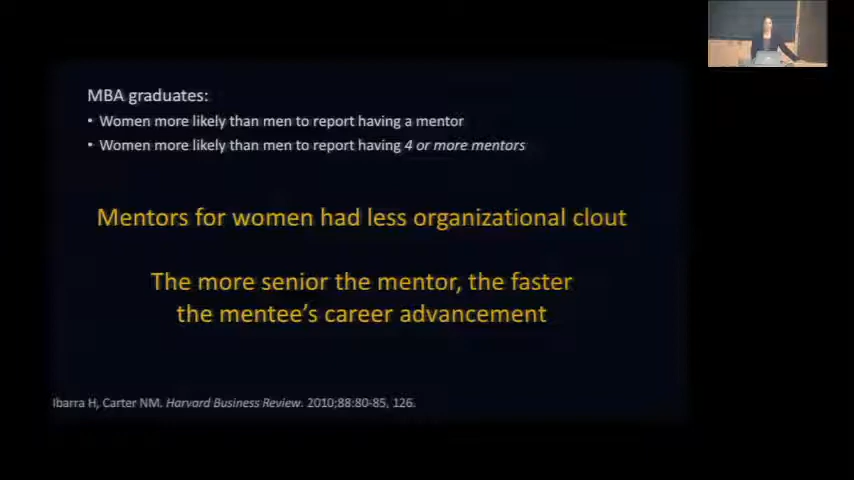 MBA graduates:
• Women more likely than men to report having a mentor
• Women more likely than men to report having 4 or more mentors
Mentors for women had less organizational clout
The more senior the mentor, the faster
the mentee's career advancement
Ibarra H, Carter NM. Harvard Business Review. 2010;88:80-85, 126.